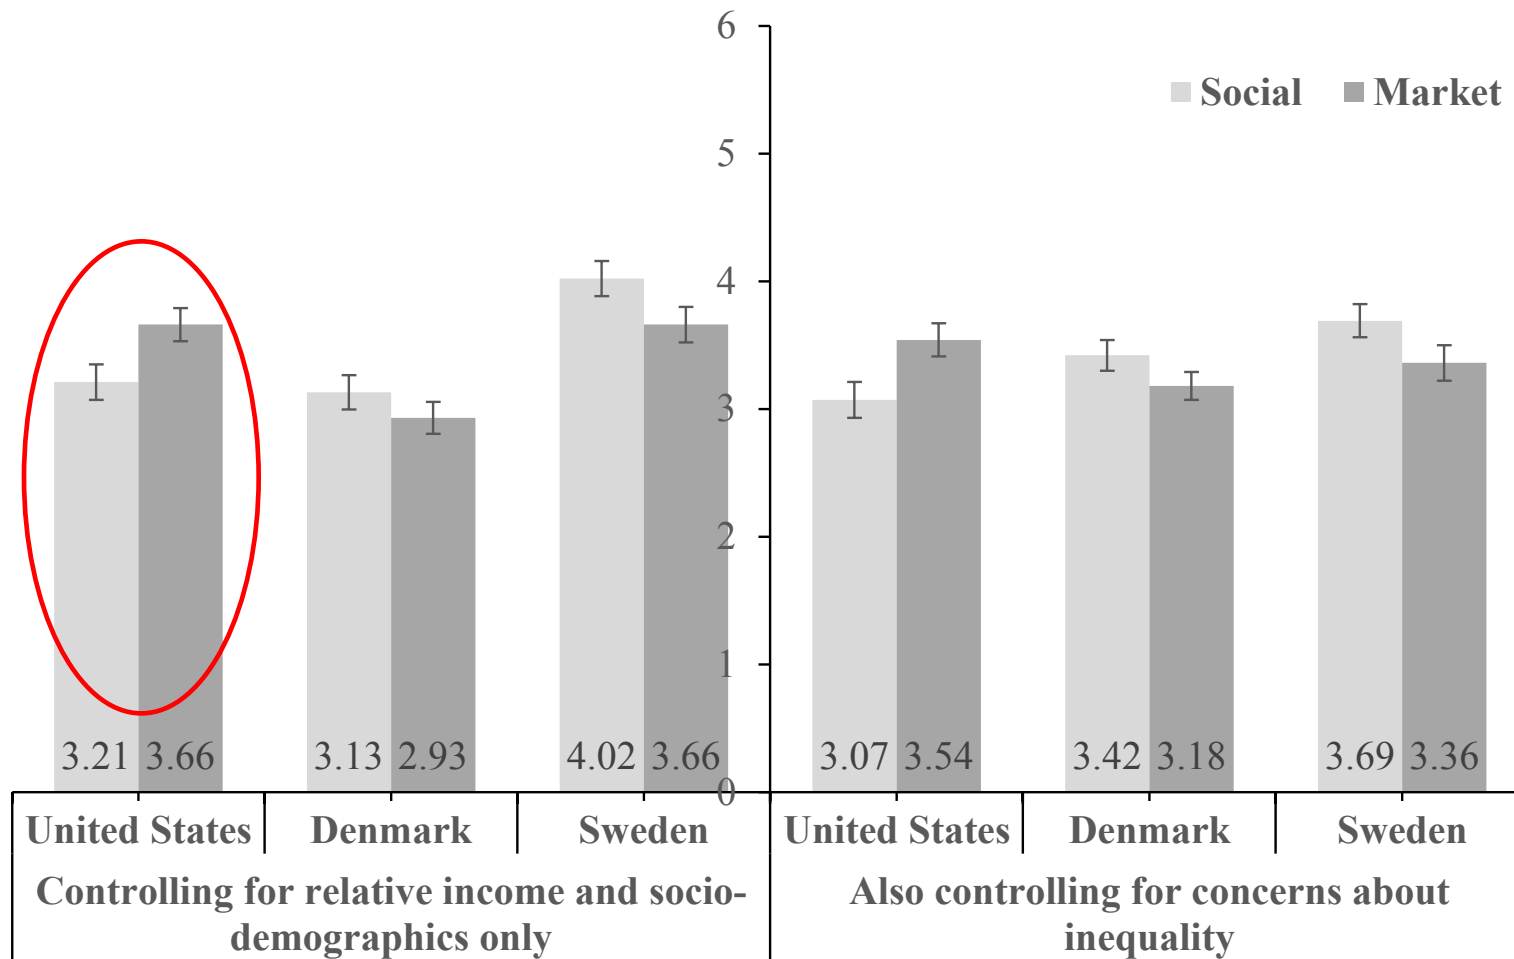 6
Social Market
5
4
3
2
1
0
3.21 3.66 3.13 2.93 4.02 3.66 3.07 3.54 3.42 3.18 3.69 3.36
United States Denmark Sweden United States Denmark Sweden
Controlling for relative income and socio-
demographics only
Also controlling for concerns about
inequality